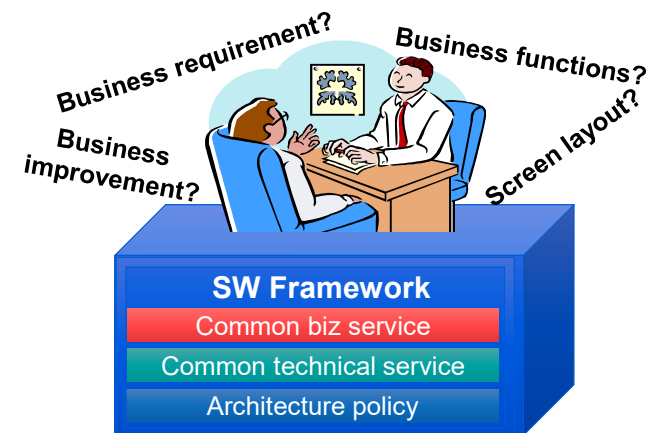 Business requirement?
Business functions?
Business
improvement?
Screen layout?
SW Framework
Common biz service
Common technical service
Architecture policy